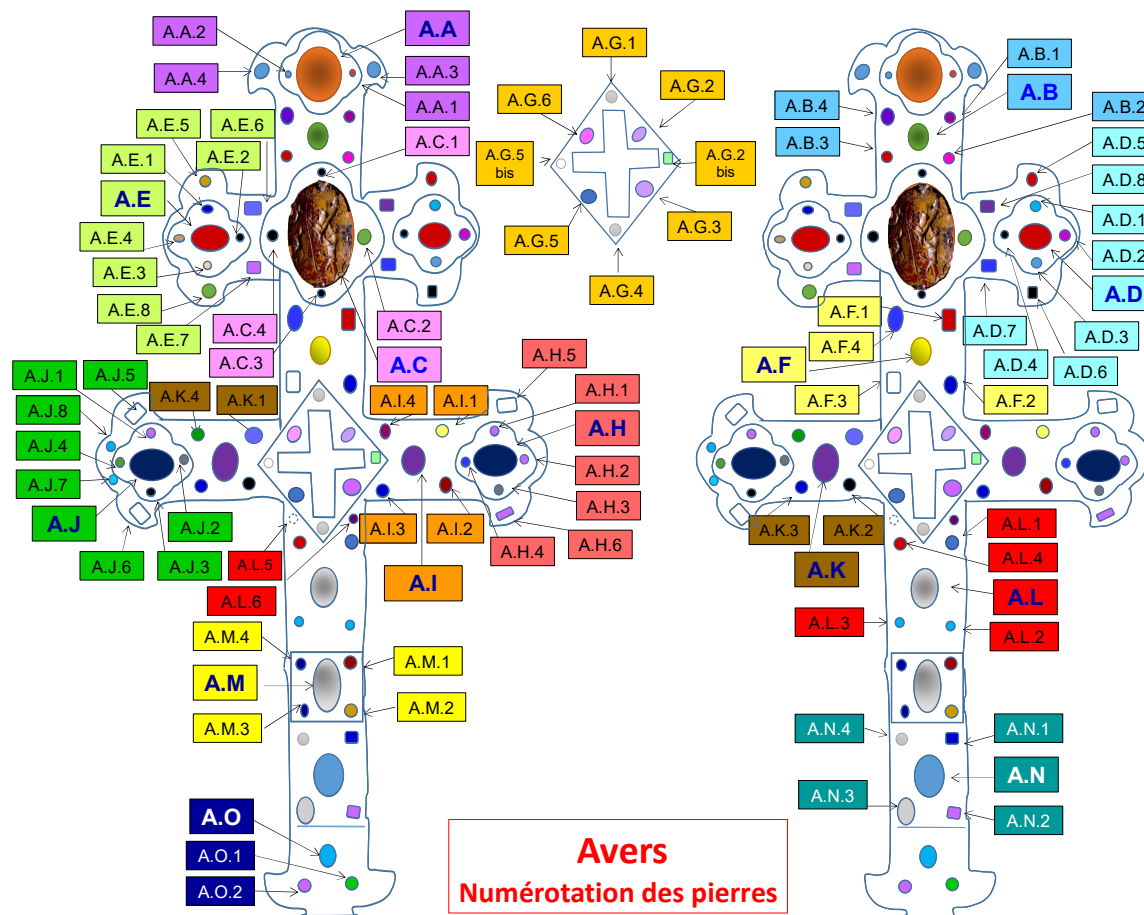 A.A.2
A.A
A.A.4
A.A.3
A.A.1
A.E.5
A.E.6
A.C.1
A.E.1
A.E.2
A.E
A.E.4
A.E.3
A.E.8
A.E.7
A.C.4
A.C.3
A.C.2
A.C
A.G.1
A.G.6
A.G.2
A.G.5
bis
A.G.2
bis
A.G.5
A.G.3
A.G.4
A.J.1
A.J.5
A.J.8
A.K.4
A.K.1
A.J.4
A.J.7
A.J
A.J.2
A.J.6
A.J.3
A.I.4
A.I.1
A.H.5
A.H.1
A.H
A.H.2
A.H.3
A.H.4
A.H.6
A.I.3
A.I.2
A.I
A.L.5
A.L.6
A.M.4
A.M.1
A.M
A.M.3
A.M.2
A.O
A.O.1
A.O.2
A.B.1
A.B.4
A.B
A.B.3
A.B.2
A.D.5
A.D.8
A.D.1
A.D.2
A.D
A.D.3
A.D.7
A.D.4
A.D.6
A.F.1
A.F.4
A.F
A.F.3
A.F.2
A.K.3
A.K.2
A.K
A.L.1
A.L.4
A.L
A.L.3
A.L.2
A.N.4
A.N.1
A.N
A.N.3
A.N.2
Avers
Numérotation des pierres